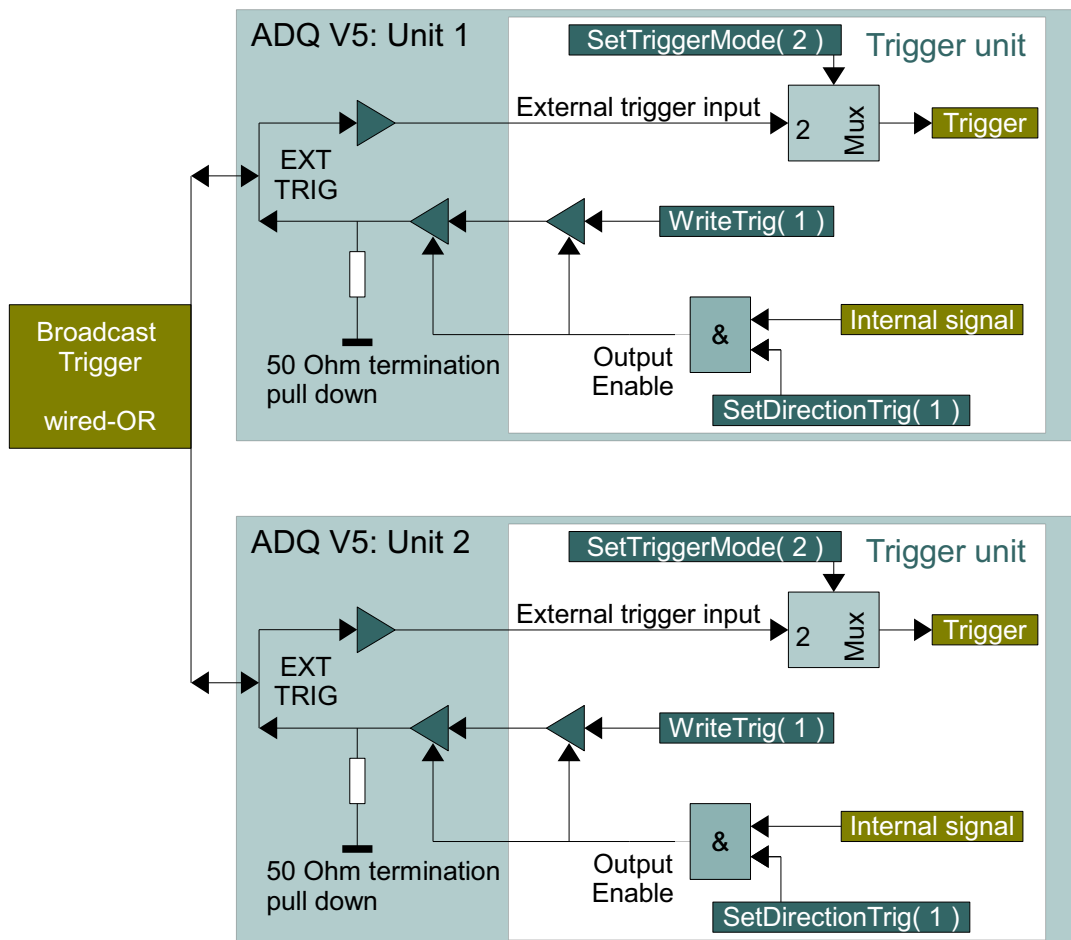 ADQ V5: Unit 1
SetTriggerMode( 2 )
Trigger unit
External trigger input
2
Mux
Trigger
EXT
TRIG
WriteTrig( 1 )
Internal signal
&
50 Ohm termination
pull down
Output
Enable
SetDirectionTrig( 1 )
Broadcast
Trigger
wired-OR
ADQ V5: Unit 2
SetTriggerMode( 2 )
Trigger unit
External trigger input
2
Mux
Trigger
EXT
TRIG
WriteTrig( 1 )
Internal signal
&
50 Ohm termination
pull down
Output
Enable
SetDirectionTrig( 1 )